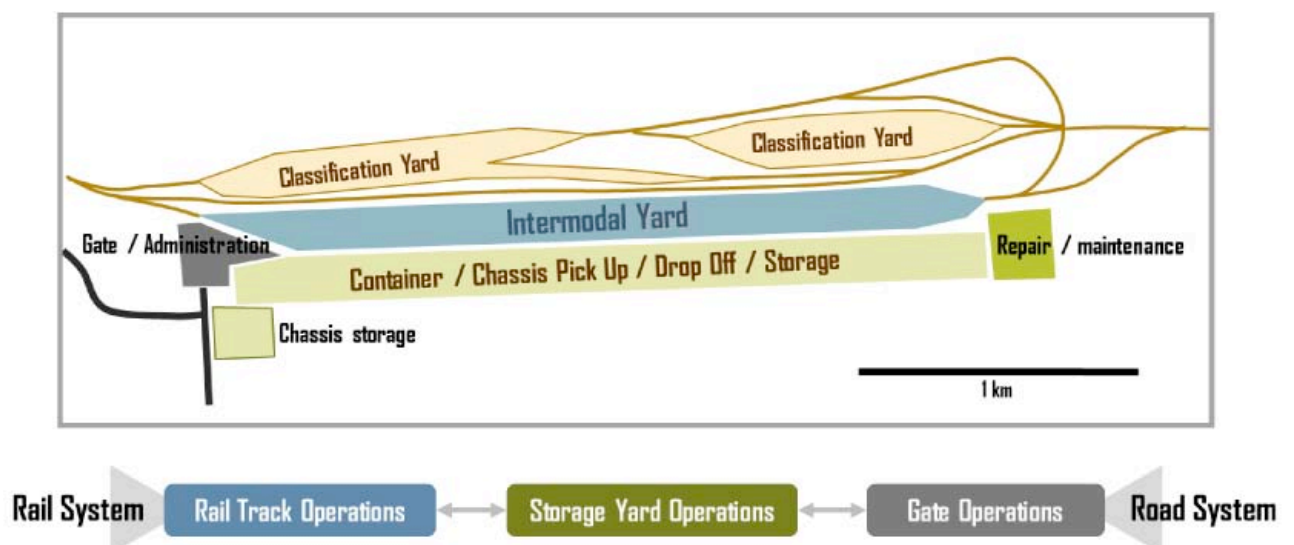 Classification Yard
Classification Yard
Intermodal Yard
Gate / Administration
Repair / maintenance
Container / Chassis Pick Up / Drop Off / Storage
Chassis storage
1 km
Rail System
Rail Track Operations
Storage Yard Operations
Gate Operations
Road System